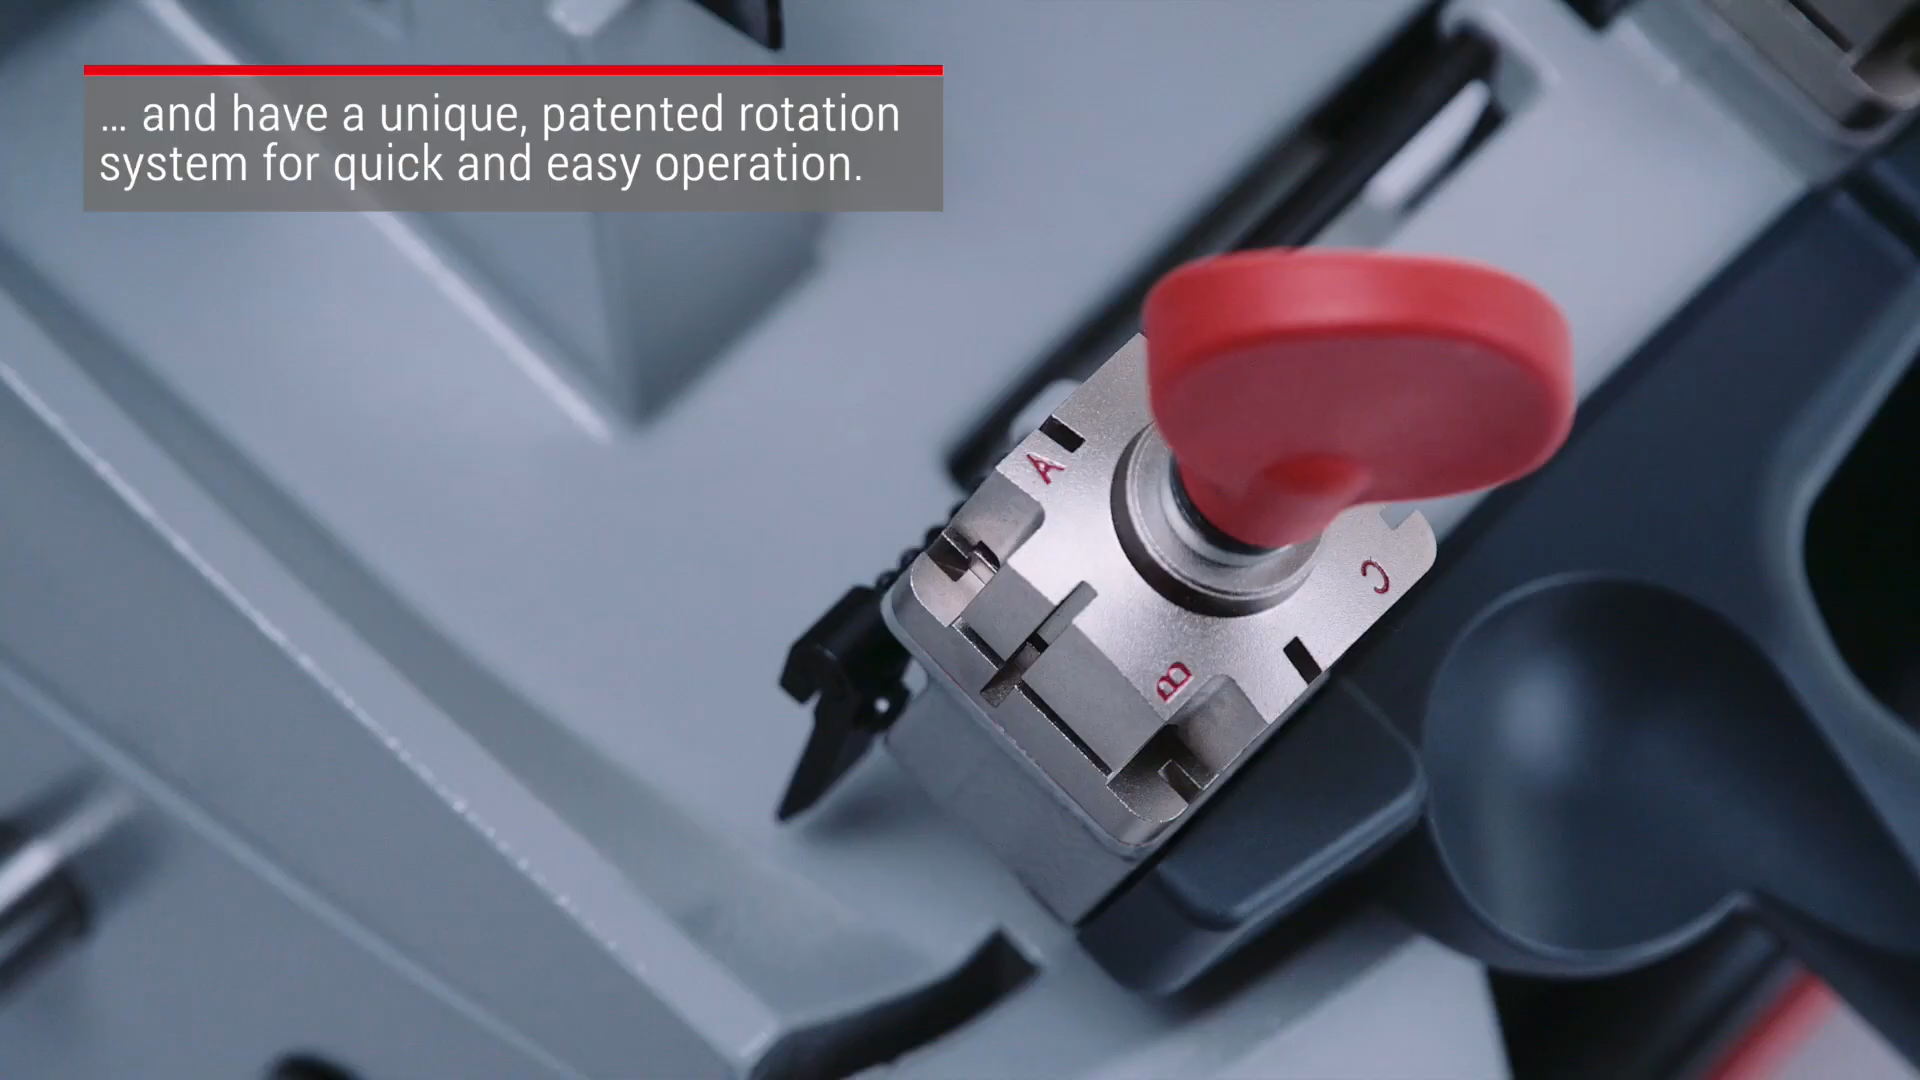 … and have a unique, patented rotation
system for quick and easy operation.
A
B
C